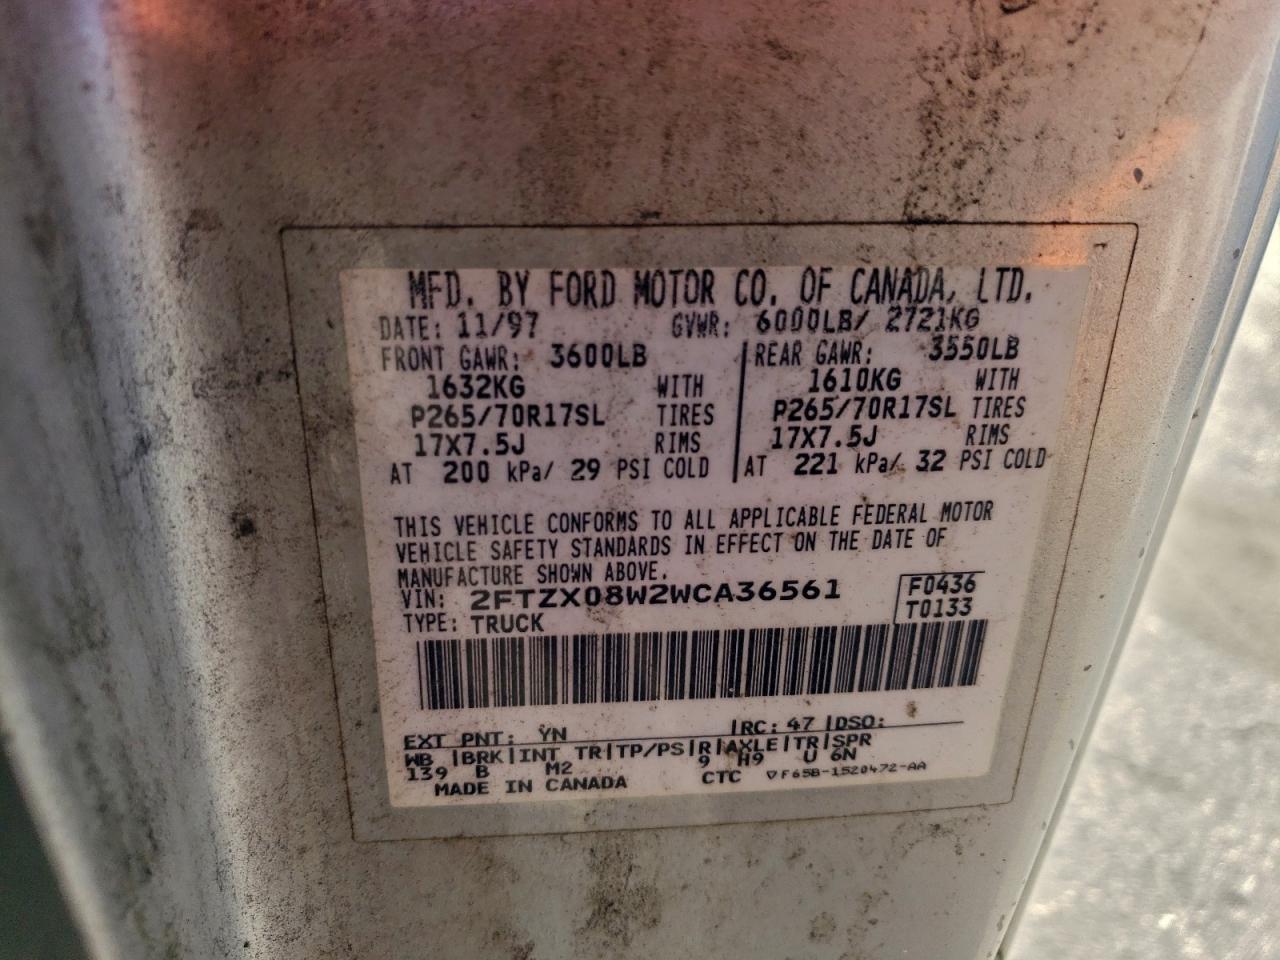 MFD. BY FORD MOTOR CO. OF CANADA, LTD.
DATE: 11/97 GVWR: 6000LB/ 2721KG
FRONT GAWR: 3600LB REAR GAWR: 3550LB
1632KG WITH 1610KG WITH
P265/70R17SL TIRES P265/70R17SL TIRES
17X7.5J RIMS 17X7.5J RIMS
AT 200 kPa/ 29 PSI COLD AT 221 kPa/ 32 PSI COLD
THIS VEHICLE CONFORMS TO ALL APPLICABLE FEDERAL MOTOR
VEHICLE SAFETY STANDARDS IN EFFECT ON THE DATE OF
MANUFACTURE SHOWN ABOVE.
VIN: 2FTZX08W2WCA36561 F0436
TYPE: TRUCK T0133
EXT PNT: YN |RC: 47 |DSO:
WB |BRK|INT TR|TP/PS|R|AXLE|TR|SPR
139 B M2 9 H9 U 6N
MADE IN CANADA CTC ▽F65B-1520472-AA